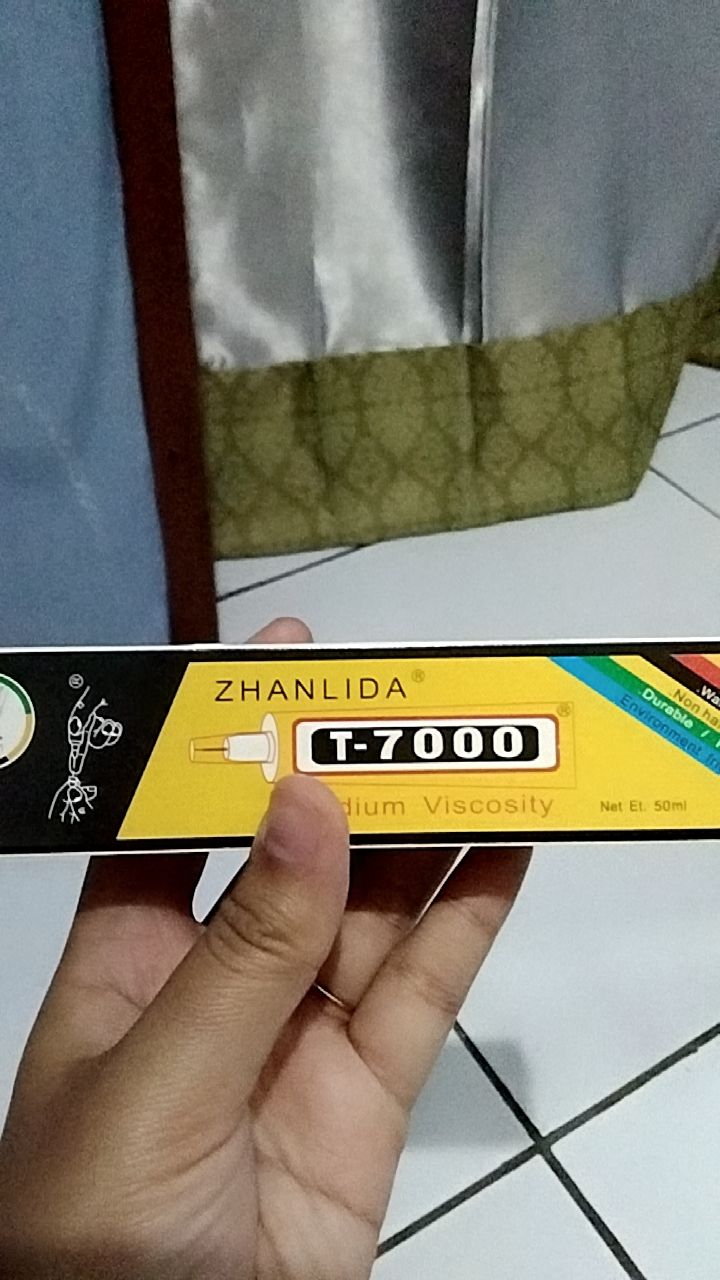 ZHANLIDA®
T-7000®
Viscosity
Net Et. 50ml
Durable /
Environment